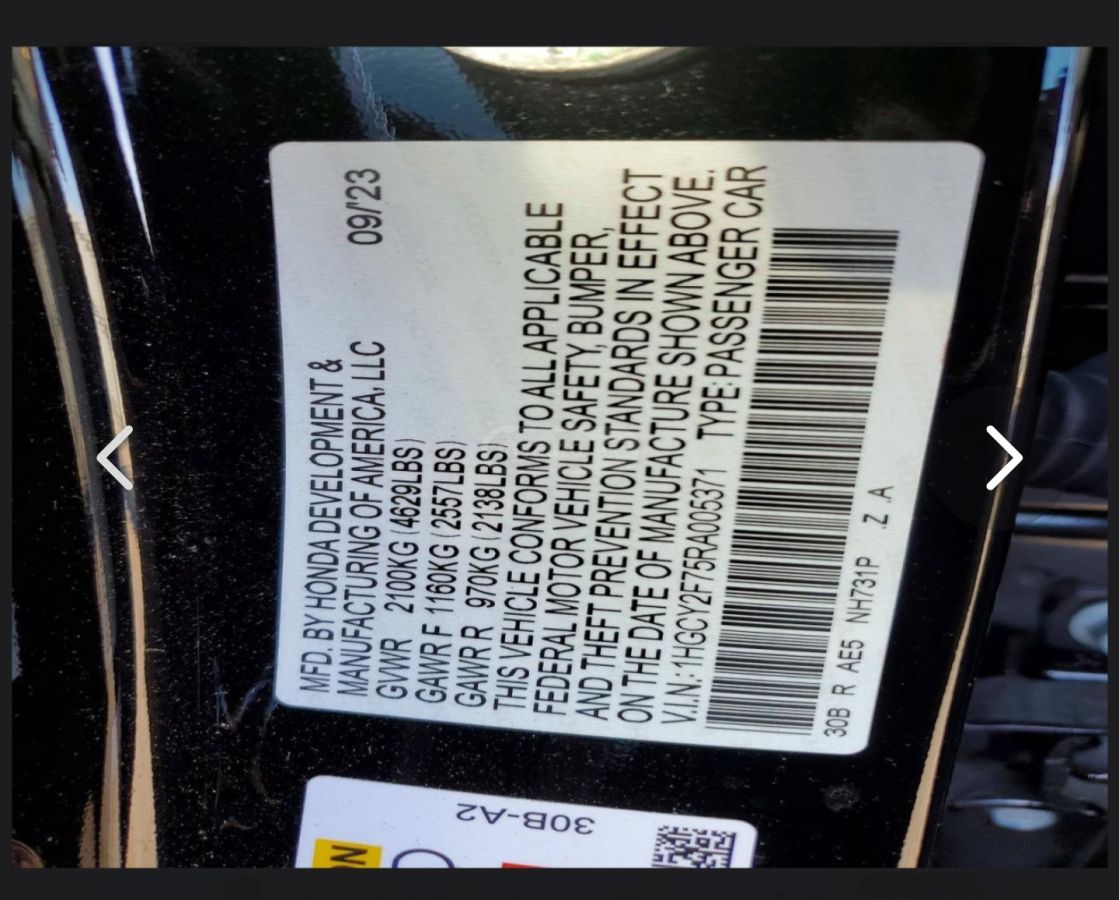 MFD. BY HONDA DEVELOPMENT &
MANUFACTURING OF AMERICA, LLC 09/23
GVWR 2100KG (4629LBS)
GAWR F 1160KG (2557LBS)
GAWR R 970KG (2138LBS)
THIS VEHICLE CONFORMS TO ALL APPLICABLE
FEDERAL MOTOR VEHICLE SAFETY, BUMPER,
AND THEFT PREVENTION STANDARDS IN EFFECT
ON THE DATE OF MANUFACTURE SHOWN ABOVE.
V.I.N.: 1HGCY2F75RA005371 TYPE: PASSENGER CAR
30B R AE5 NH731P .Z .A
30B-A2